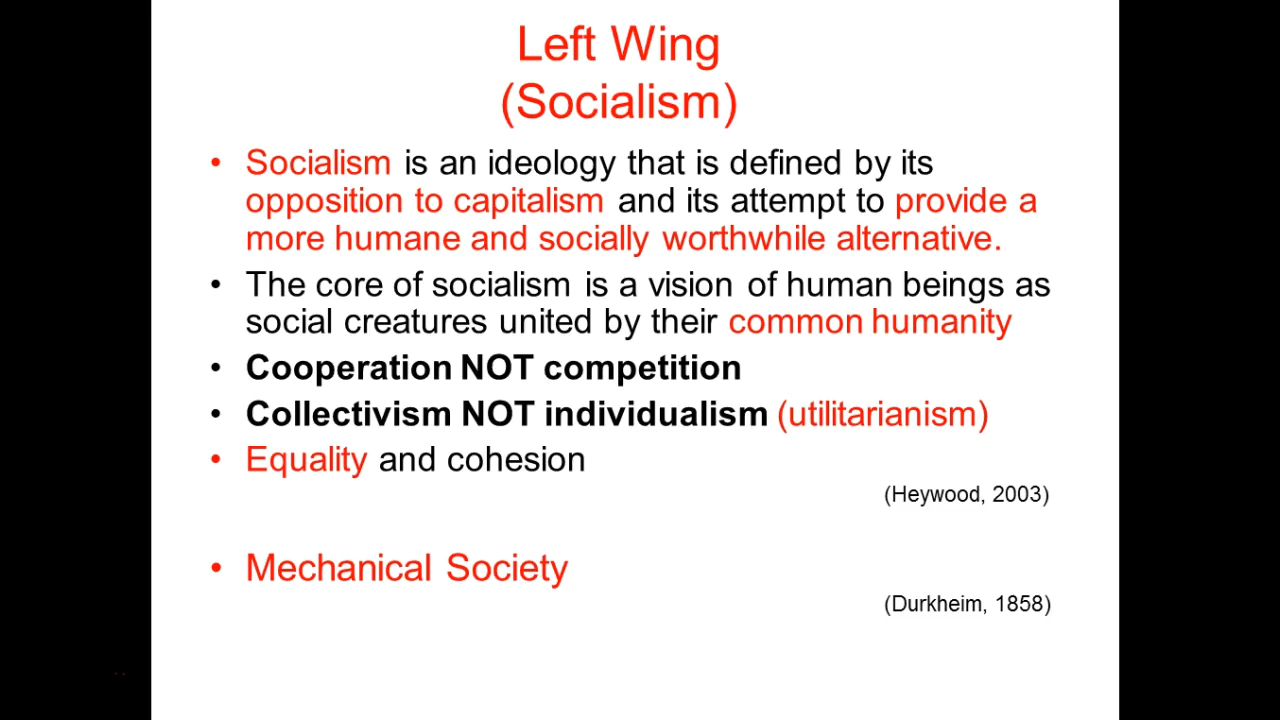 Left Wing
(Socialism)
• Socialism is an ideology that is defined by its
opposition to capitalism and its attempt to provide a
more humane and socially worthwhile alternative.
• The core of socialism is a vision of human beings as
social creatures united by their common humanity
• Cooperation NOT competition
• Collectivism NOT individualism (utilitarianism)
• Equality and cohesion
(Heywood, 2003)
• Mechanical Society
(Durkheim, 1858)